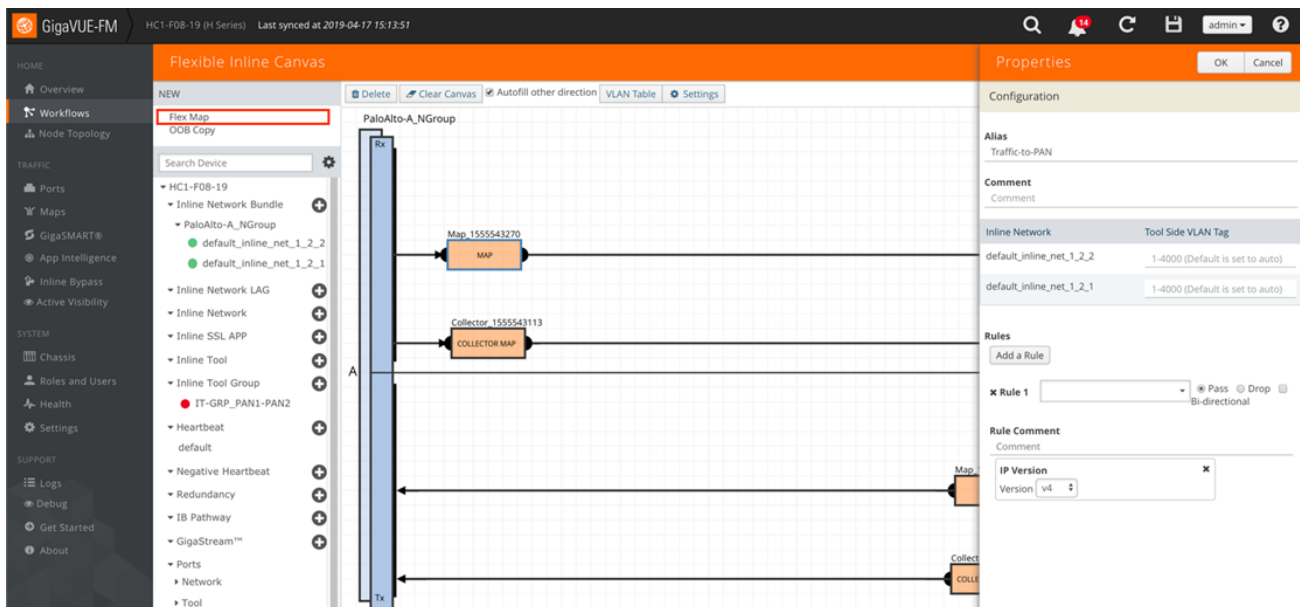 GigaVUE-FM
HC1-F08-19 (H Series) Last synced at 2019-04-17 15:13:51
14
admin
HOME
Overview
Workflows
Node Topology
TRAFFIC
Ports
Maps
GigaSMART®
App Intelligence
Inline Bypass
Active Visibility
SYSTEM
Chassis
Roles and Users
Health
Settings
SUPPORT
Logs
Debug
Get Started
About
Flexible Inline Canvas
NEW
Flex Map
OOB Copy
Search Device
HC1-F08-19
Inline Network Bundle
PaloAlto-A_NGroup
default_inline_net_1_2_2
default_inline_net_1_2_1
Inline Network LAG
Inline Network
Inline SSL APP
Inline Tool
Inline Tool Group
IT-GRP_PAN1-PAN2
Heartbeat
default
Negative Heartbeat
Redundancy
IB Pathway
GigaStream™
Ports
Network
Tool
Delete Clear Canvas Autofill other direction VLAN Table Settings
PaloAlto-A_NGroup
Rx
Map_1555543270
MAP
Collector_1555543113
COLLECTOR MAP
A
Map_
Collect
COLLE
Tx
Properties
OK Cancel
Configuration
Alias
Traffic-to-PAN
Comment
Comment
Inline Network Tool Side VLAN Tag
default_inline_net_1_2_2 1-4000 (Default is set to auto)
default_inline_net_1_2_1 1-4000 (Default is set to auto)
Rules
Add a Rule
Rule 1 Pass Drop
Bi-directional
Rule Comment
Comment
IP Version
Version v4